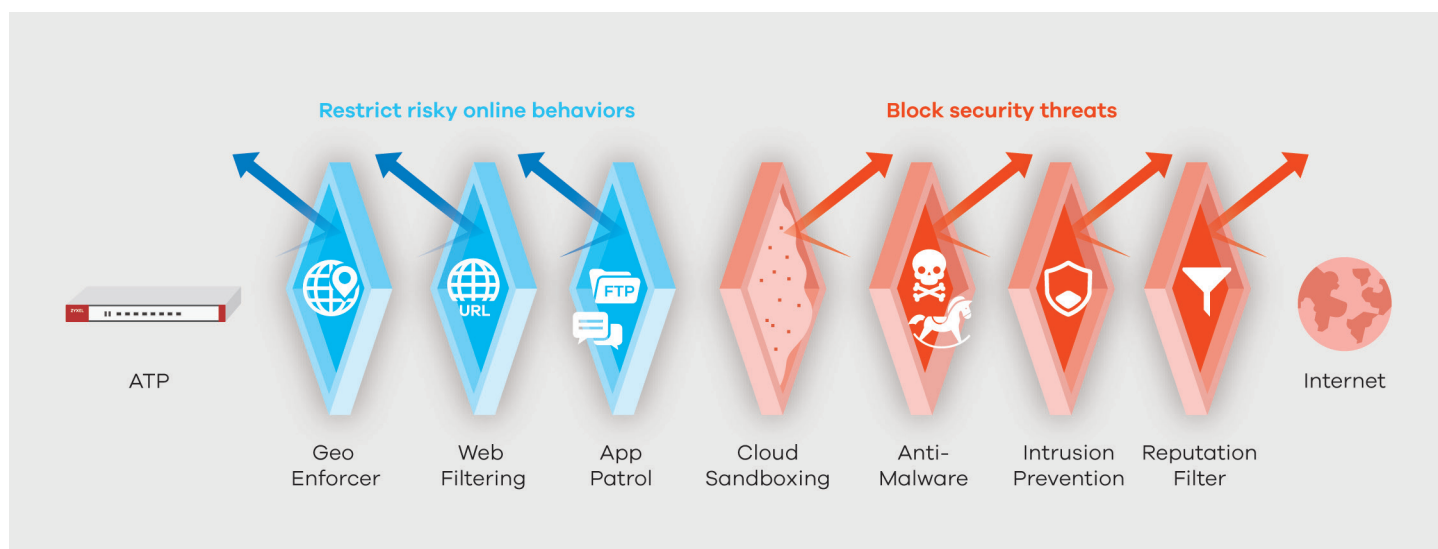 Restrict risky online behaviors
Block security threats
ZYXEL
URL
FTP
ATP
Internet
Geo
Enforcer
Web
Filtering
App
Patrol
Cloud
Sandboxing
Anti-
Malware
Intrusion
Prevention
Reputation
Filter